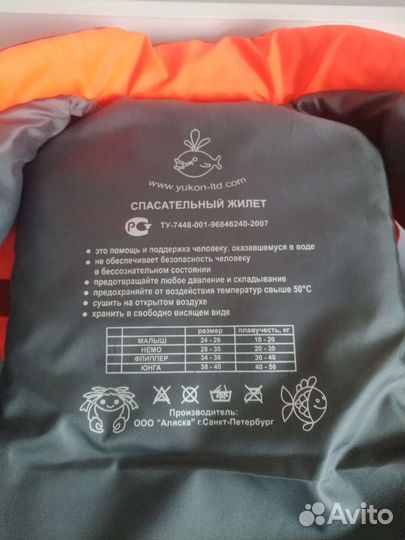 www.yukon-ltd.com
СПАСАТЕЛЬНЫЙ ЖИЛЕТ
ТУ-7448-001-96846240-2007
• это помощь и поддержка человеку, оказавшемуся в воде
• не обеспечивает безопасность человеку
в бессознательном состоянии
• предотвращайте любое давление и складывание
• предохраняйте от воздействия температур свыше 50°С
• сушить на открытом воздухе
• хранить в свободно висящем виде
размер плавучесть, кг
МАЛЫШ 24 - 26 10 - 20
НЕМО 28 - 30 20 - 30
ФЛИППЕР 34 - 36 30 - 40
ЮНГА 38 - 40 40 - 50
Производитель:
ООО "Аляска" г.Санкт-Петербург
Avito